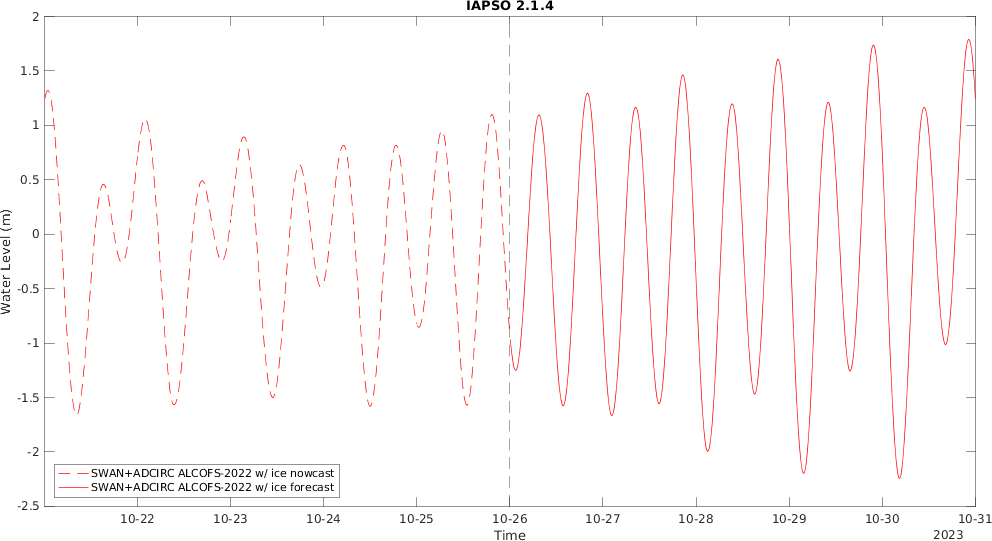 IAPSO 2.1.4
2
1.5
1
0.5
0
-0.5
-1
-1.5
-2
-2.5
Water Level (m)
SWAN+ADCIRC ALCOFS-2022 w/ ice nowcast
SWAN+ADCIRC ALCOFS-2022 w/ ice forecast
10-22 10-23 10-24 10-25 10-26 10-27 10-28 10-29 10-30 10-31
Time
2023